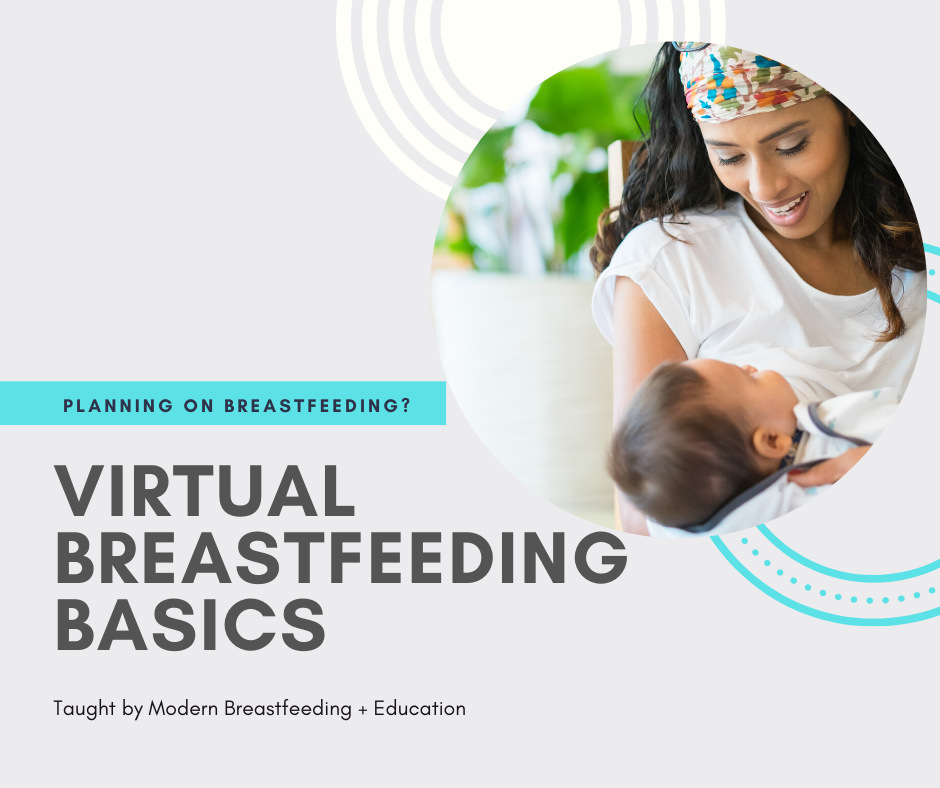 PLANNING ON BREASTFEEDING?
VIRTUAL
BREASTFEEDING
BASICS
Taught by Modern Breastfeeding + Education